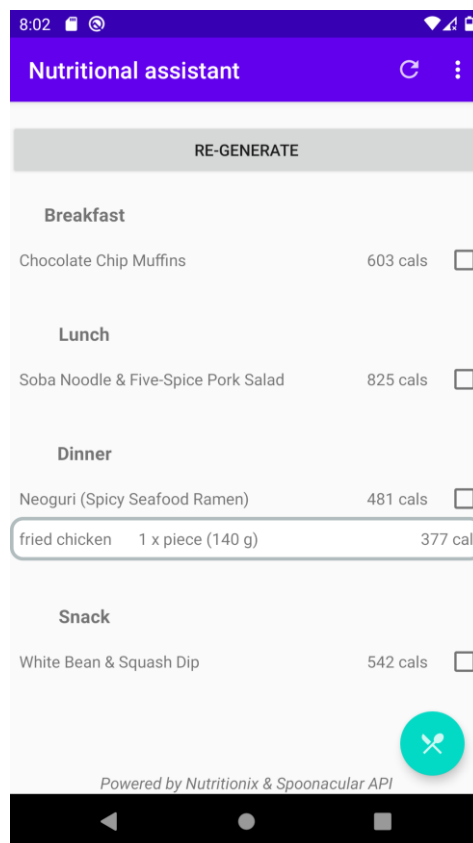 8:02
Nutritional assistant
RE-GENERATE
Breakfast
Chocolate Chip Muffins 603 cals
Lunch
Soba Noodle & Five-Spice Pork Salad 825 cals
Dinner
Neoguri (Spicy Seafood Ramen) 481 cals
fried chicken 1 x piece (140 g) 377 cal
Snack
White Bean & Squash Dip 542 cals
Powered by Nutritionix & Spoonacular API